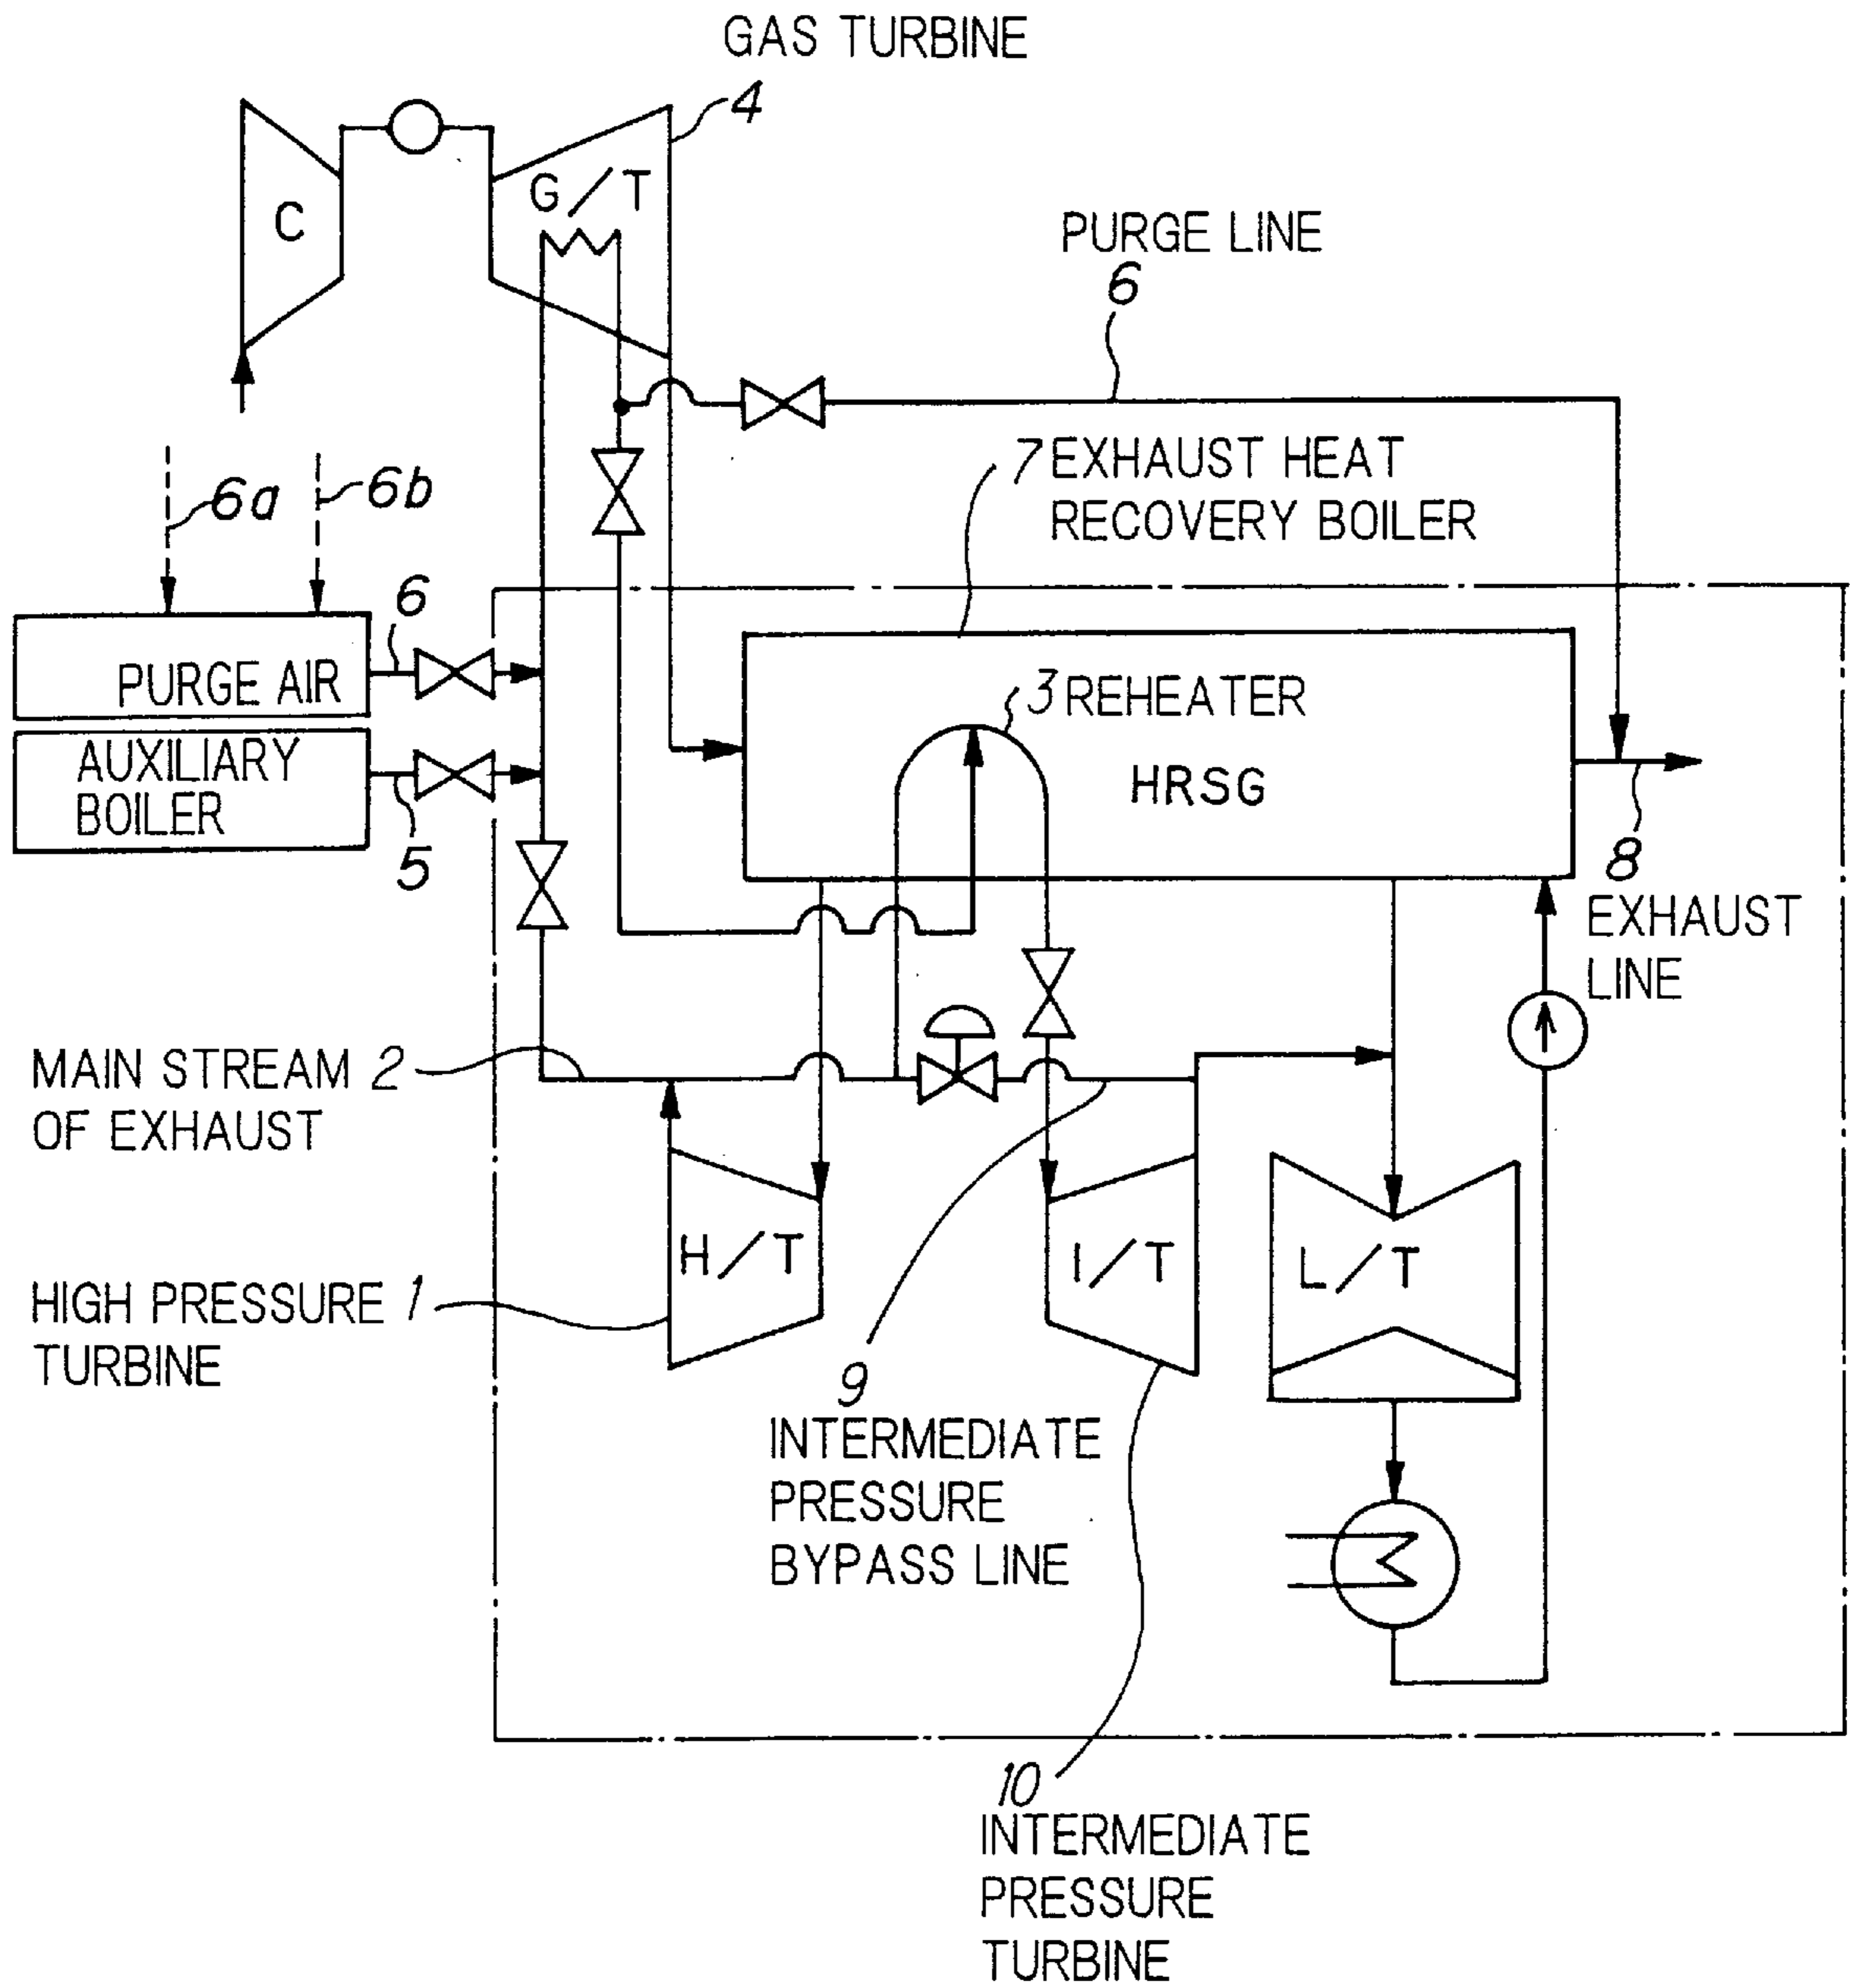 GAS TURBINE
4
C
G/T
PURGE LINE
6
7 EXHAUST HEAT
RECOVERY BOILER
6a
6b
6
PURGE AIR
AUXILIARY
BOILER
5
3 REHEATER
HRSG
8
EXHAUST
LINE
MAIN STREAM 2
OF EXHAUST
H/T
I/T
L/T
HIGH PRESSURE 1
TURBINE
9
INTERMEDIATE
PRESSURE
BYPASS LINE
10
INTERMEDIATE
PRESSURE
TURBINE